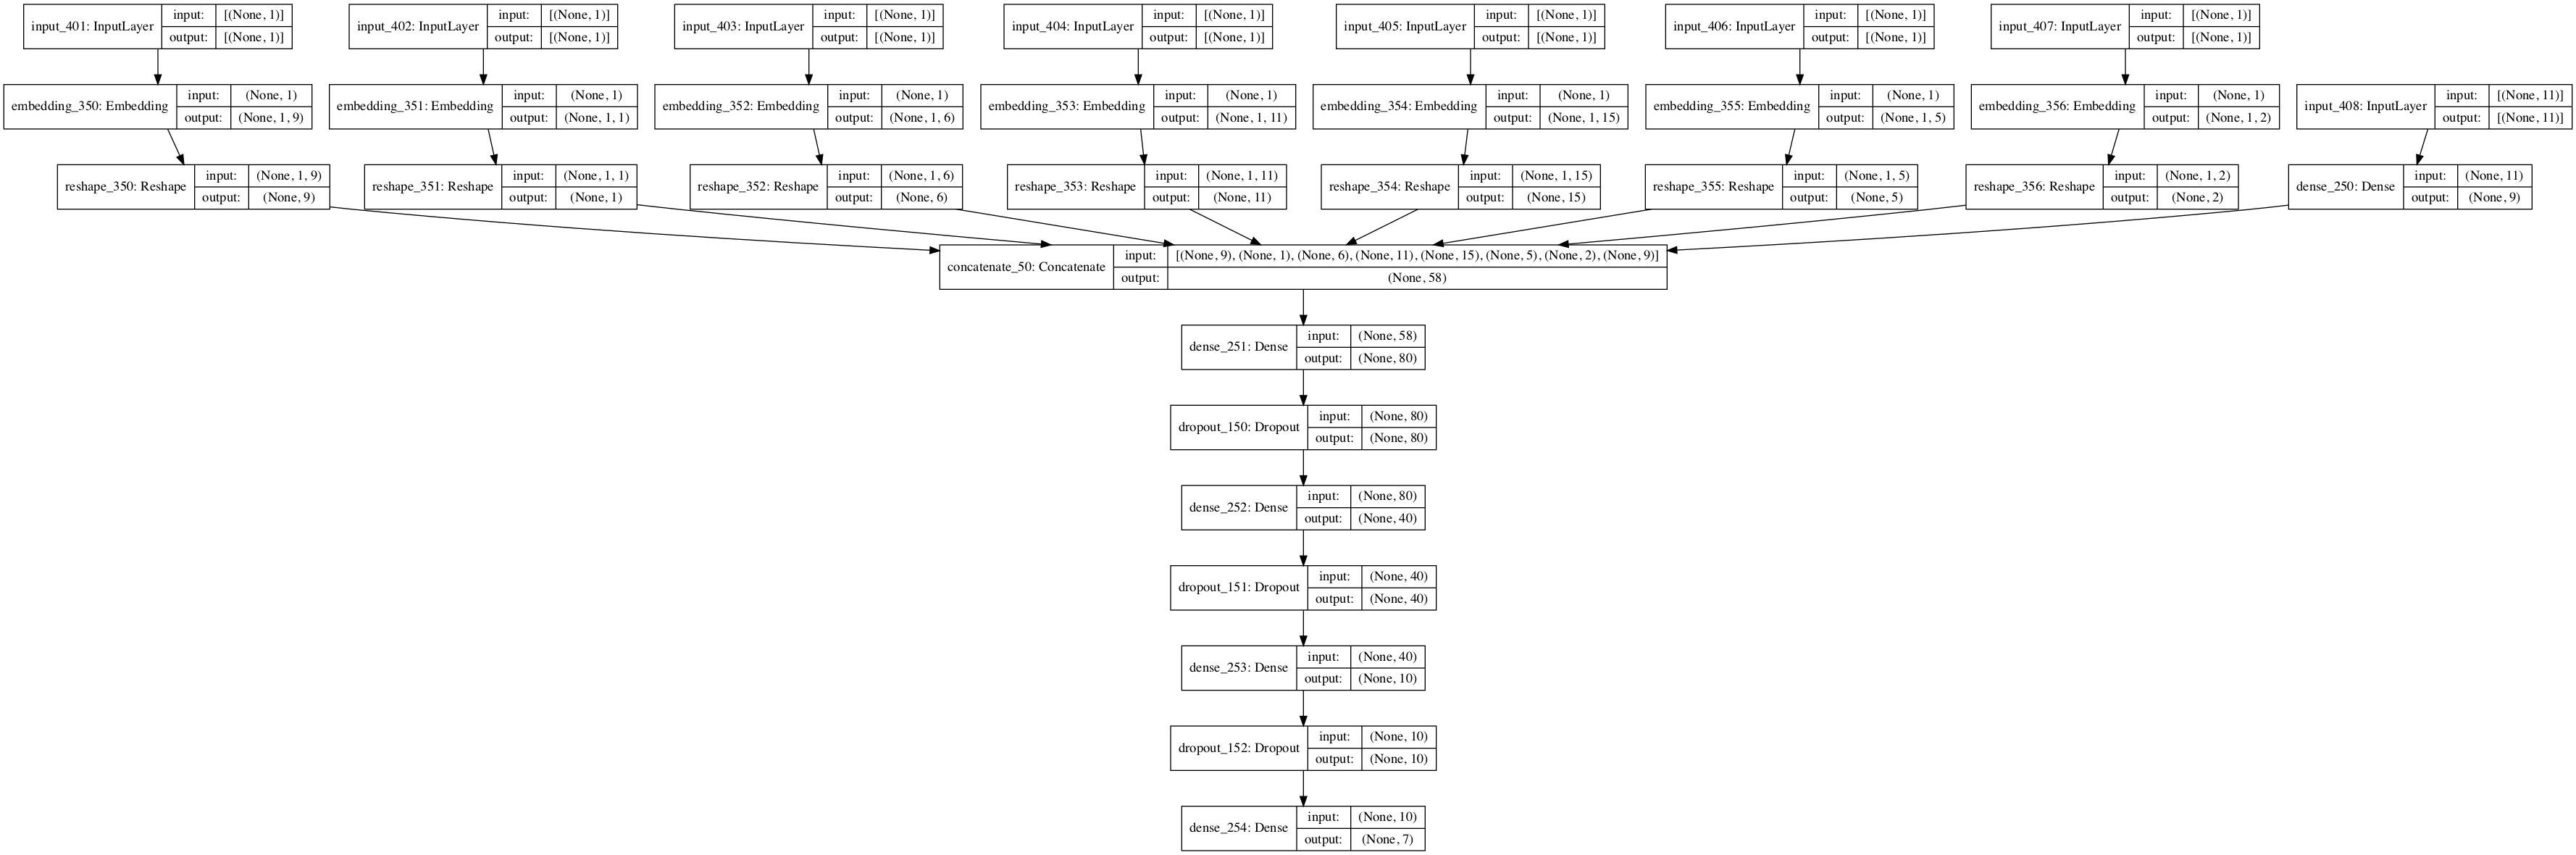 input_401: InputLayer input: [(None, 1)] output: [(None, 1)]
input_402: InputLayer input: [(None, 1)] output: [(None, 1)]
input_403: InputLayer input: [(None, 1)] output: [(None, 1)]
input_404: InputLayer input: [(None, 1)] output: [(None, 1)]
input_405: InputLayer input: [(None, 1)] output: [(None, 1)]
input_406: InputLayer input: [(None, 1)] output: [(None, 1)]
input_407: InputLayer input: [(None, 1)] output: [(None, 1)]
embedding_350: Embedding input: (None, 1) output: (None, 1, 9)
embedding_351: Embedding input: (None, 1) output: (None, 1, 1)
embedding_352: Embedding input: (None, 1) output: (None, 1, 6)
embedding_353: Embedding input: (None, 1) output: (None, 1, 11)
embedding_354: Embedding input: (None, 1) output: (None, 1, 15)
embedding_355: Embedding input: (None, 1) output: (None, 1, 5)
embedding_356: Embedding input: (None, 1) output: (None, 1, 2)
input_408: InputLayer input: [(None, 11)] output: [(None, 11)]
reshape_350: Reshape input: (None, 1, 9) output: (None, 9)
reshape_351: Reshape input: (None, 1, 1) output: (None, 1)
reshape_352: Reshape input: (None, 1, 6) output: (None, 6)
reshape_353: Reshape input: (None, 1, 11) output: (None, 11)
reshape_354: Reshape input: (None, 1, 15) output: (None, 15)
reshape_355: Reshape input: (None, 1, 5) output: (None, 5)
reshape_356: Reshape input: (None, 1, 2) output: (None, 2)
dense_250: Dense input: (None, 11) output: (None, 9)
concatenate_50: Concatenate input: [(None, 9), (None, 1), (None, 6), (None, 11), (None, 15), (None, 5), (None, 2), (None, 9)] output: (None, 58)
dense_251: Dense input: (None, 58) output: (None, 80)
dropout_150: Dropout input: (None, 80) output: (None, 80)
dense_252: Dense input: (None, 80) output: (None, 40)
dropout_151: Dropout input: (None, 40) output: (None, 40)
dense_253: Dense input: (None, 40) output: (None, 10)
dropout_152: Dropout input: (None, 10) output: (None, 10)
dense_254: Dense input: (None, 10) output: (None, 7)